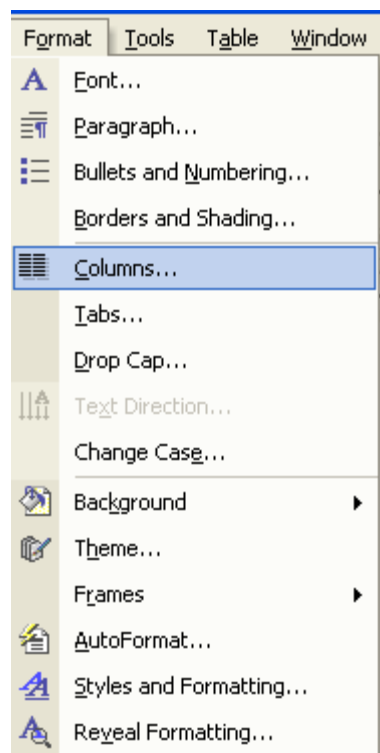 Format Tools Table Window
Font...
Paragraph...
Bullets and Numbering...
Borders and Shading...
Columns...
Tabs...
Drop Cap...
Text Direction...
Change Case...
Background
Theme...
Frames
AutoFormat...
Styles and Formatting...
Reveal Formatting...